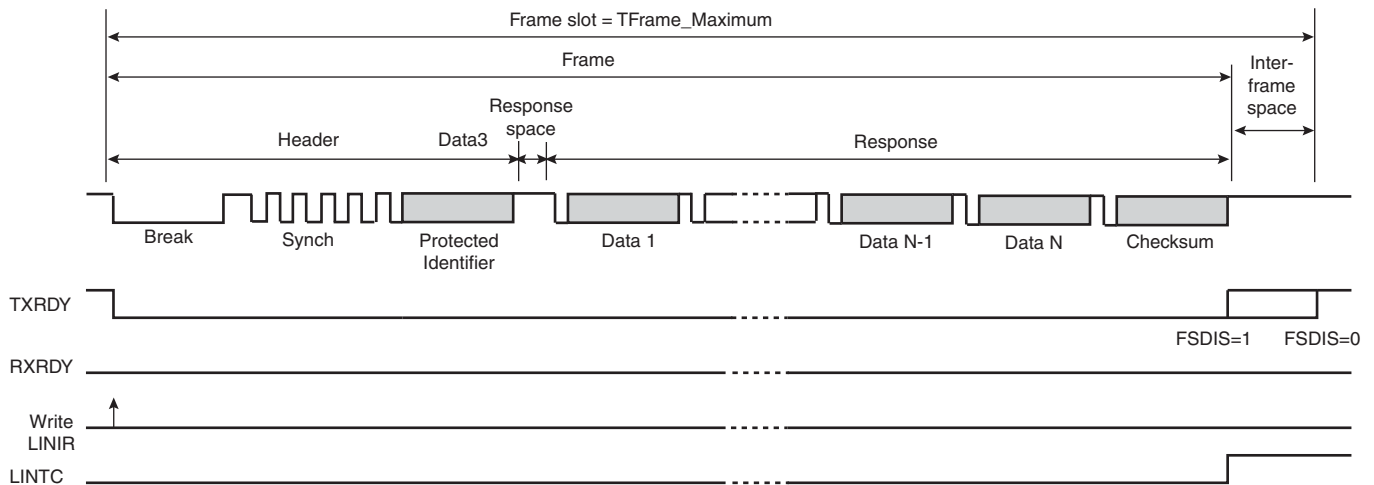 Frame slot = TFrame_Maximum
Frame
Inter-
frame
space
Response
space
Header
Data3
Response
Break
Synch
Protected
Identifier
Data 1
Data N-1
Data N
Checksum
TXRDY
FSDIS=1
FSDIS=0
RXRDY
Write
LINIR
LINTC